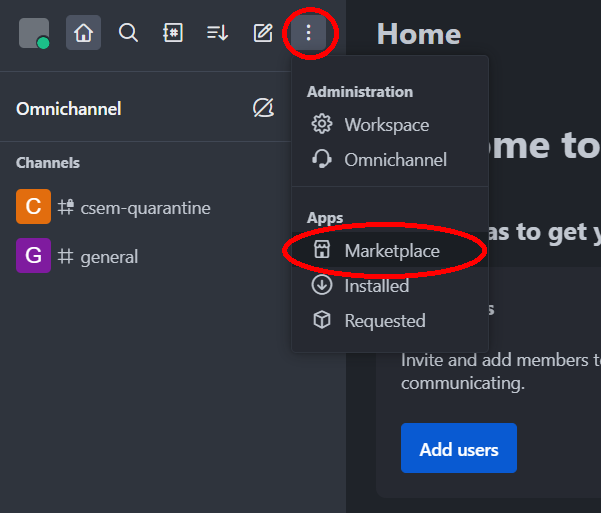 Home
Administration
Workspace
Omnichannel
Omnichannel
ome to
Channels
C csem-quarantine
Apps
as to get y
G general
Marketplace
Installed
s
Requested
Invite and add members to
communicating.
Add users